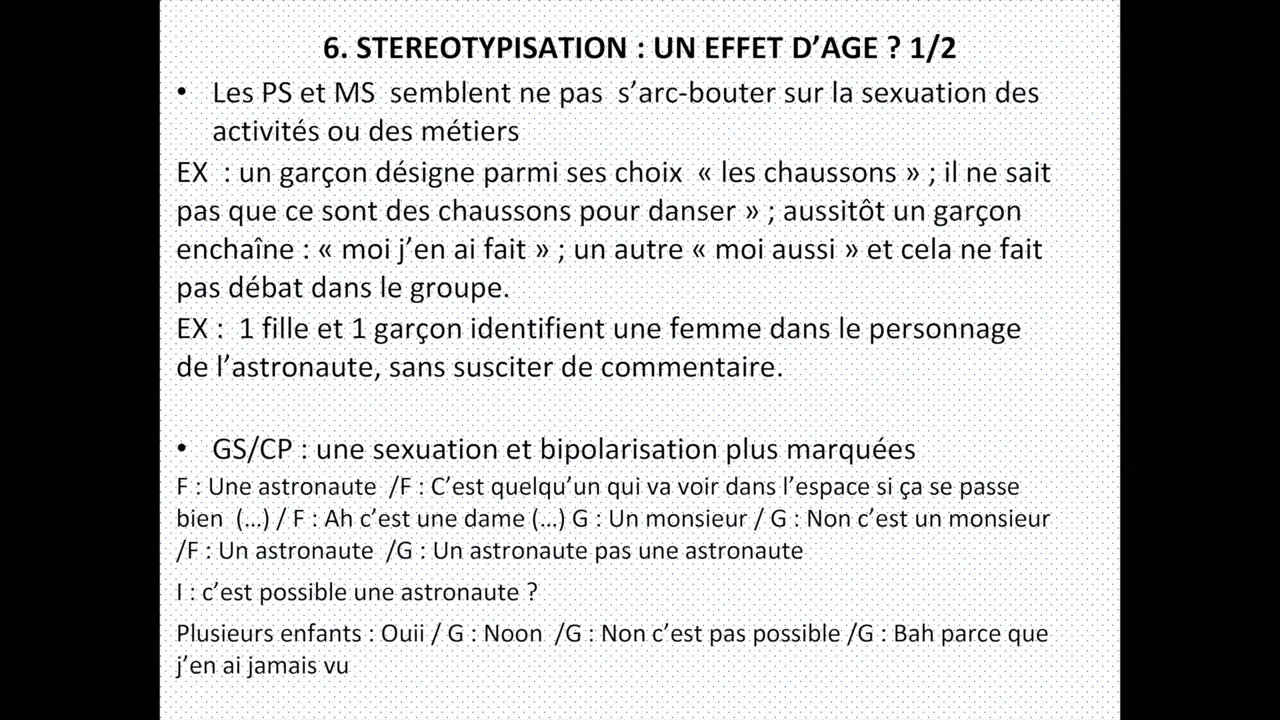 6. STEREOTYPISATION : UN EFFET D’AGE ? 1/2
• Les PS et MS semblent ne pas s’arc-bouter sur la sexuation des
activités ou des métiers
EX : un garçon désigne parmi ses choix « les chaussons » ; il ne sait
pas que ce sont des chaussons pour danser » ; aussitôt un garçon
enchaîne : « moi j’en ai fait » ; un autre « moi aussi » et cela ne fait
pas débat dans le groupe.
EX : 1 fille et 1 garçon identifient une femme dans le personnage
de l’astronaute, sans susciter de commentaire.
• GS/CP : une sexuation et bipolarisation plus marquées
F : Une astronaute /F : C’est quelqu’un qui va voir dans l’espace si ça se passe
bien (…) / F : Ah c’est une dame (…) G : Un monsieur / G : Non c’est un monsieur
/F : Un astronaute /G : Un astronaute pas une astronaute
I : c’est possible une astronaute ?
Plusieurs enfants : Ouii / G : Noon /G : Non c’est pas possible /G : Bah parce que
j’en ai jamais vu